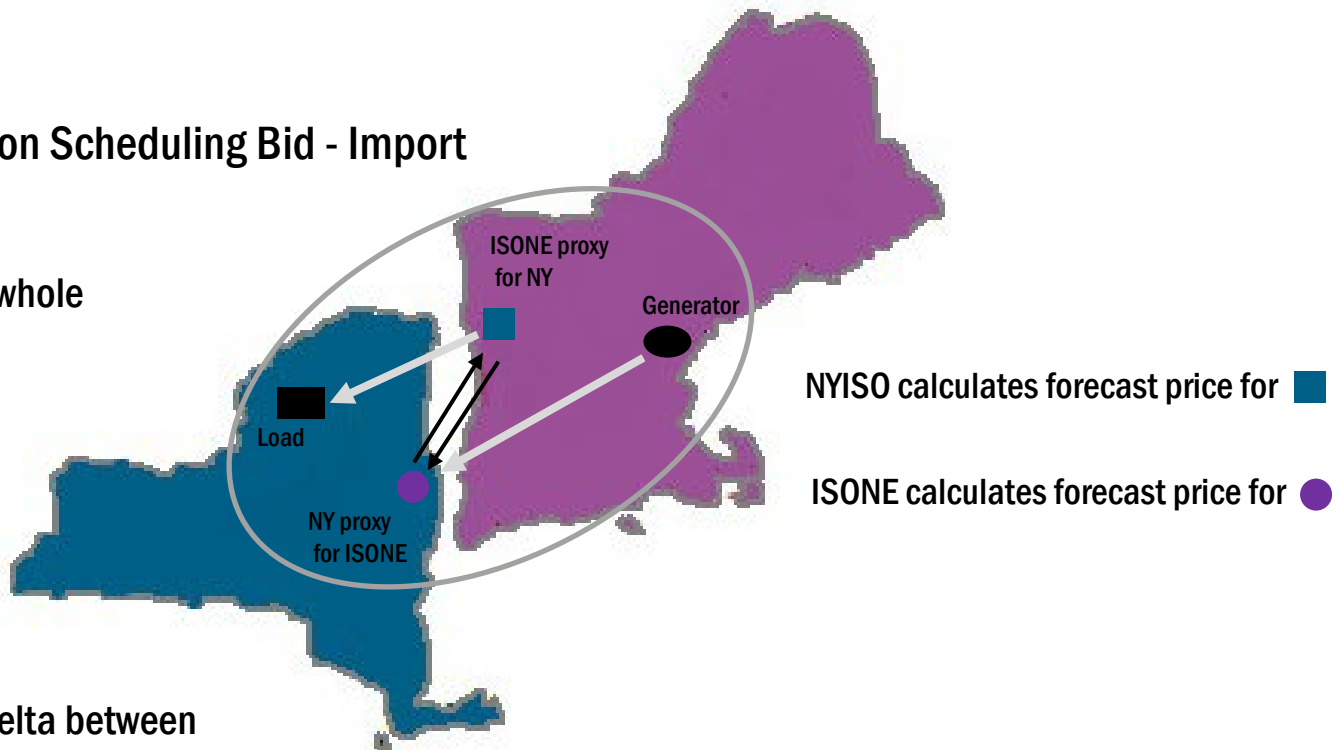 on Scheduling Bid - Import
whole
ISONE proxy
for NY
Generator
NYISO calculates forecast price for
Load
ISONE calculates forecast price for
NY proxy
for ISONE
elta between